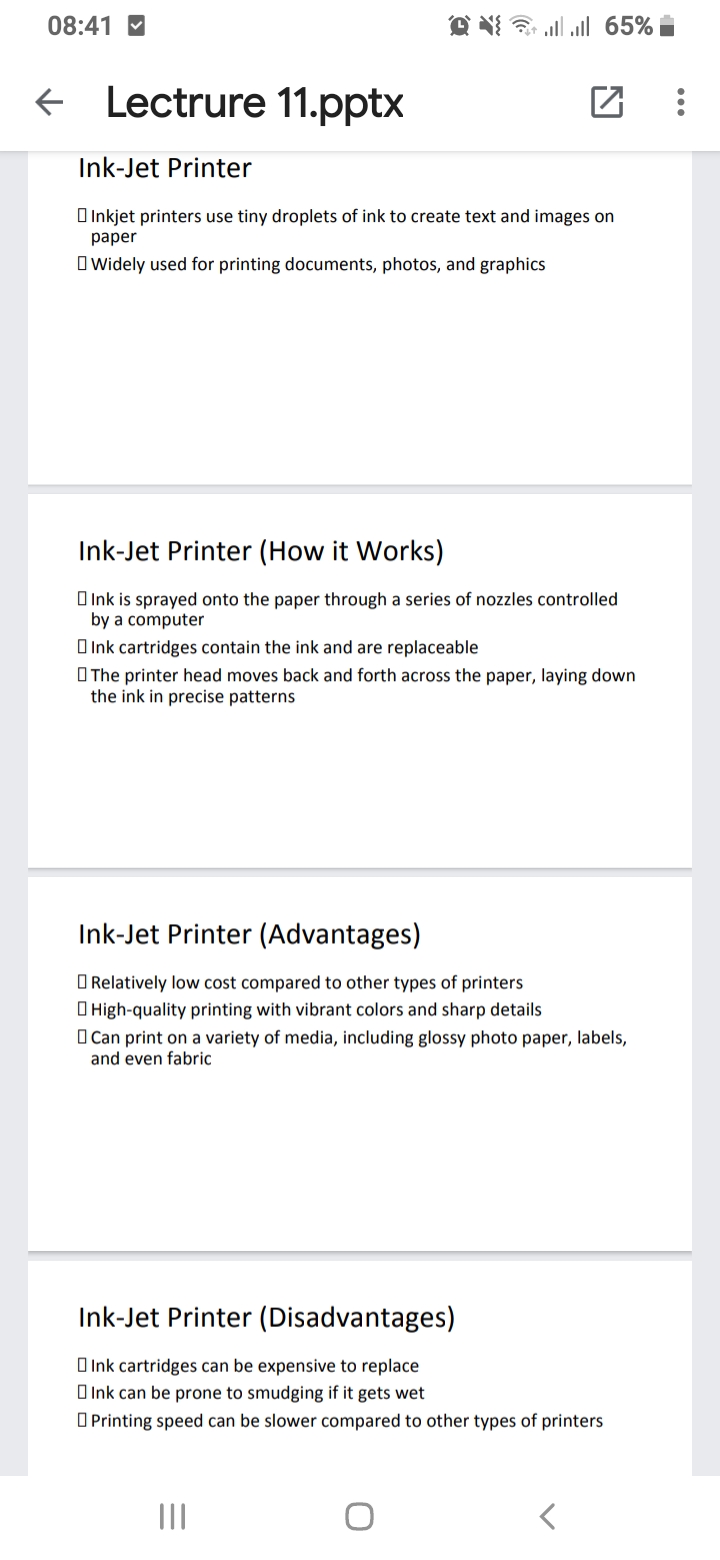 08:41
65%
Lectrure 11.pptx
Ink-Jet Printer
Inkjet printers use tiny droplets of ink to create text and images on
paper
Widely used for printing documents, photos, and graphics
Ink-Jet Printer (How it Works)
Ink is sprayed onto the paper through a series of nozzles controlled
by a computer
Ink cartridges contain the ink and are replaceable
The printer head moves back and forth across the paper, laying down
the ink in precise patterns
Ink-Jet Printer (Advantages)
Relatively low cost compared to other types of printers
High-quality printing with vibrant colors and sharp details
Can print on a variety of media, including glossy photo paper, labels,
and even fabric
Ink-Jet Printer (Disadvantages)
Ink cartridges can be expensive to replace
Ink can be prone to smudging if it gets wet
Printing speed can be slower compared to other types of printers